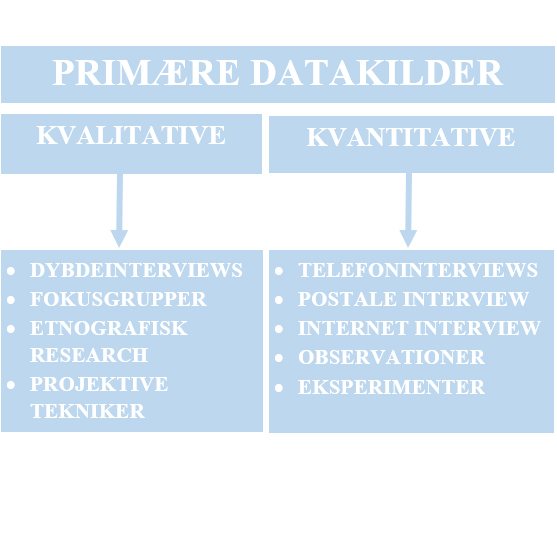 PRIMÆRE DATAKILDER
KVALITATIVE
KVANTITATIVE
• DYBDEINTERVIEWS
• FOKUSGRUPPER
• ETNOGRAFISK
RESEARCH
• PROJEKTIVE
TEKNIKER
• TELEFONINTERVIEWS
• POSTALE INTERVIEW
• INTERNET INTERVIEW
• OBSERVATIONER
• EKSPERIMENTER